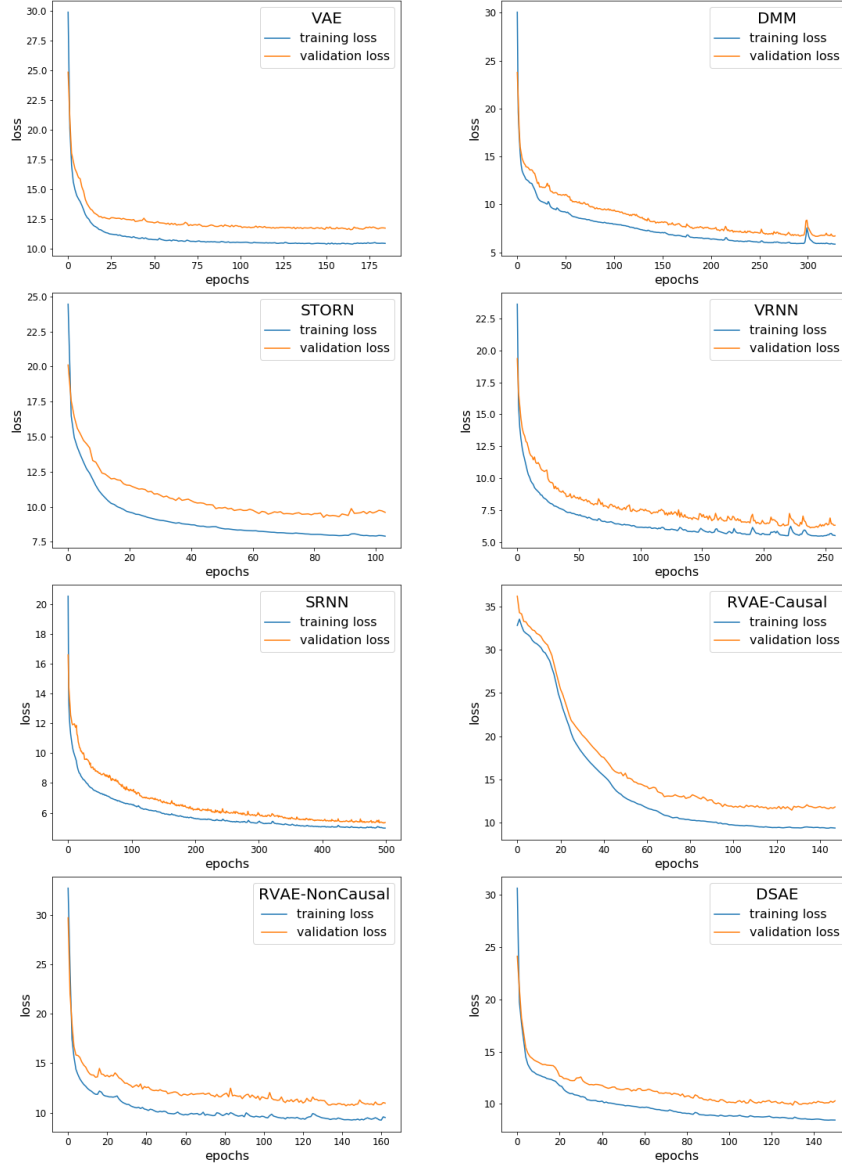 VAE
training loss
validation loss
30.0
27.5
25.0
22.5
20.0
17.5
15.0
12.5
10.0
loss
0 25 50 75 100 125 150 175
epochs
DMM
training loss
validation loss
30
25
20
15
10
5
loss
0 50 100 150 200 250 300
epochs
STORN
training loss
validation loss
25.0
22.5
20.0
17.5
15.0
12.5
10.0
7.5
loss
0 20 40 60 80 100
epochs
VRNN
training loss
validation loss
22.5
20.0
17.5
15.0
12.5
10.0
7.5
5.0
loss
0 50 100 150 200 250
epochs
SRNN
training loss
validation loss
20
18
16
14
12
10
8
6
loss
0 100 200 300 400 500
epochs
RVAE-Causal
training loss
validation loss
35
30
25
20
15
10
loss
0 20 40 60 80 100 120 140
epochs
RVAE-NonCausal
training loss
validation loss
30
25
20
15
10
loss
0 20 40 60 80 100 120 140 160
epochs
DSAE
training loss
validation loss
30
25
20
15
10
loss
0 20 40 60 80 100 120 140
epochs